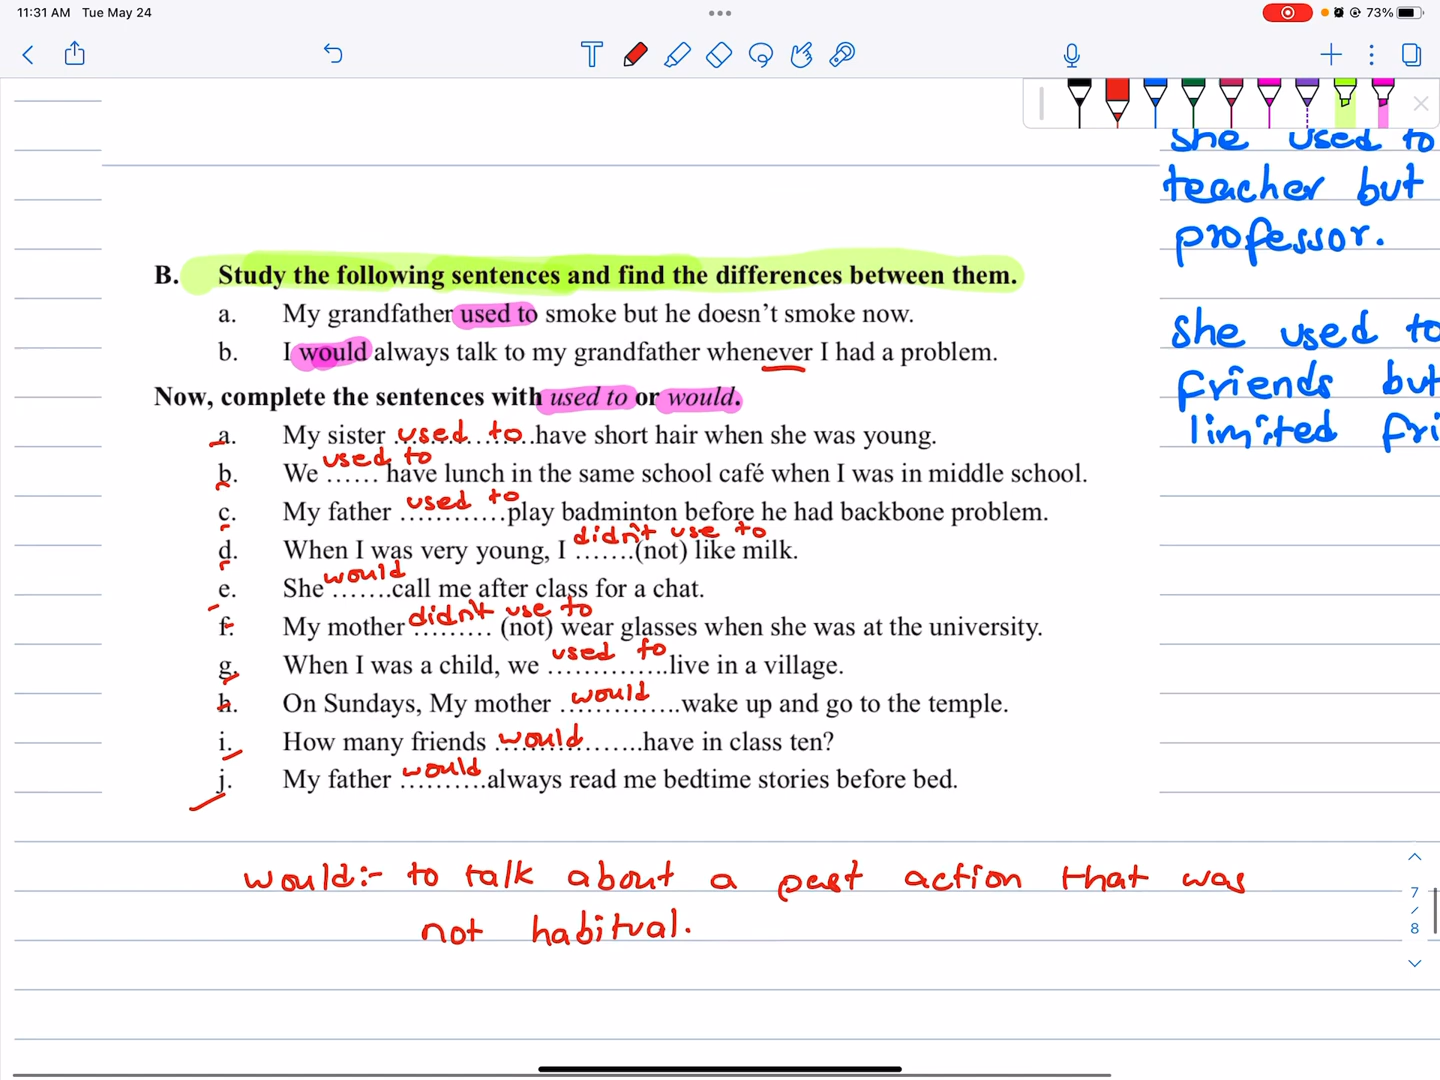 11:31 AM Tue May 24
73%
She used to
teacher but
professor.
B. Study the following sentences and find the differences between them.
a. My grandfather used to smoke but he doesn't smoke now.
b. I would always talk to my grandfather whenever I had a problem.
She used to
friends but
limited fri
Now, complete the sentences with used to or would.
a. My sister used to have short hair when she was young.
b. We ...... used to have lunch in the same school café when I was in middle school.
c. My father ............ used to play badminton before he had backbone problem.
d. When I was very young, I ....... didn't use to (not) like milk.
e. She ....... would call me after class for a chat.
f. My mother ......... didn't use to (not) wear glasses when she was at the university.
g. When I was a child, we .............. used to live in a village.
h. On Sundays, My mother .............. would wake up and go to the temple.
i. How many friends would .......have in class ten?
j. My father .......... would always read me bedtime stories before bed.
would:- to talk about a past action that was
not habitual.
7
/
8